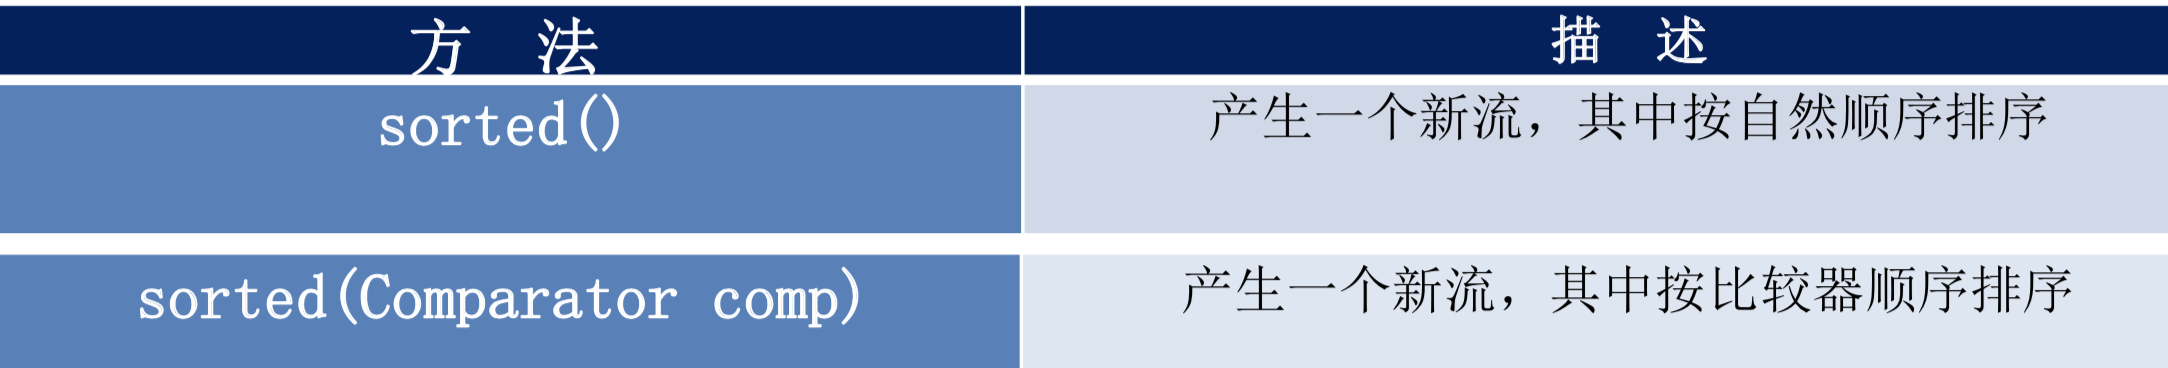 方 法
描 述
sorted()
产生一个新流，其中按自然顺序排序
sorted(Comparator comp)
产生一个新流，其中按比较器顺序排序